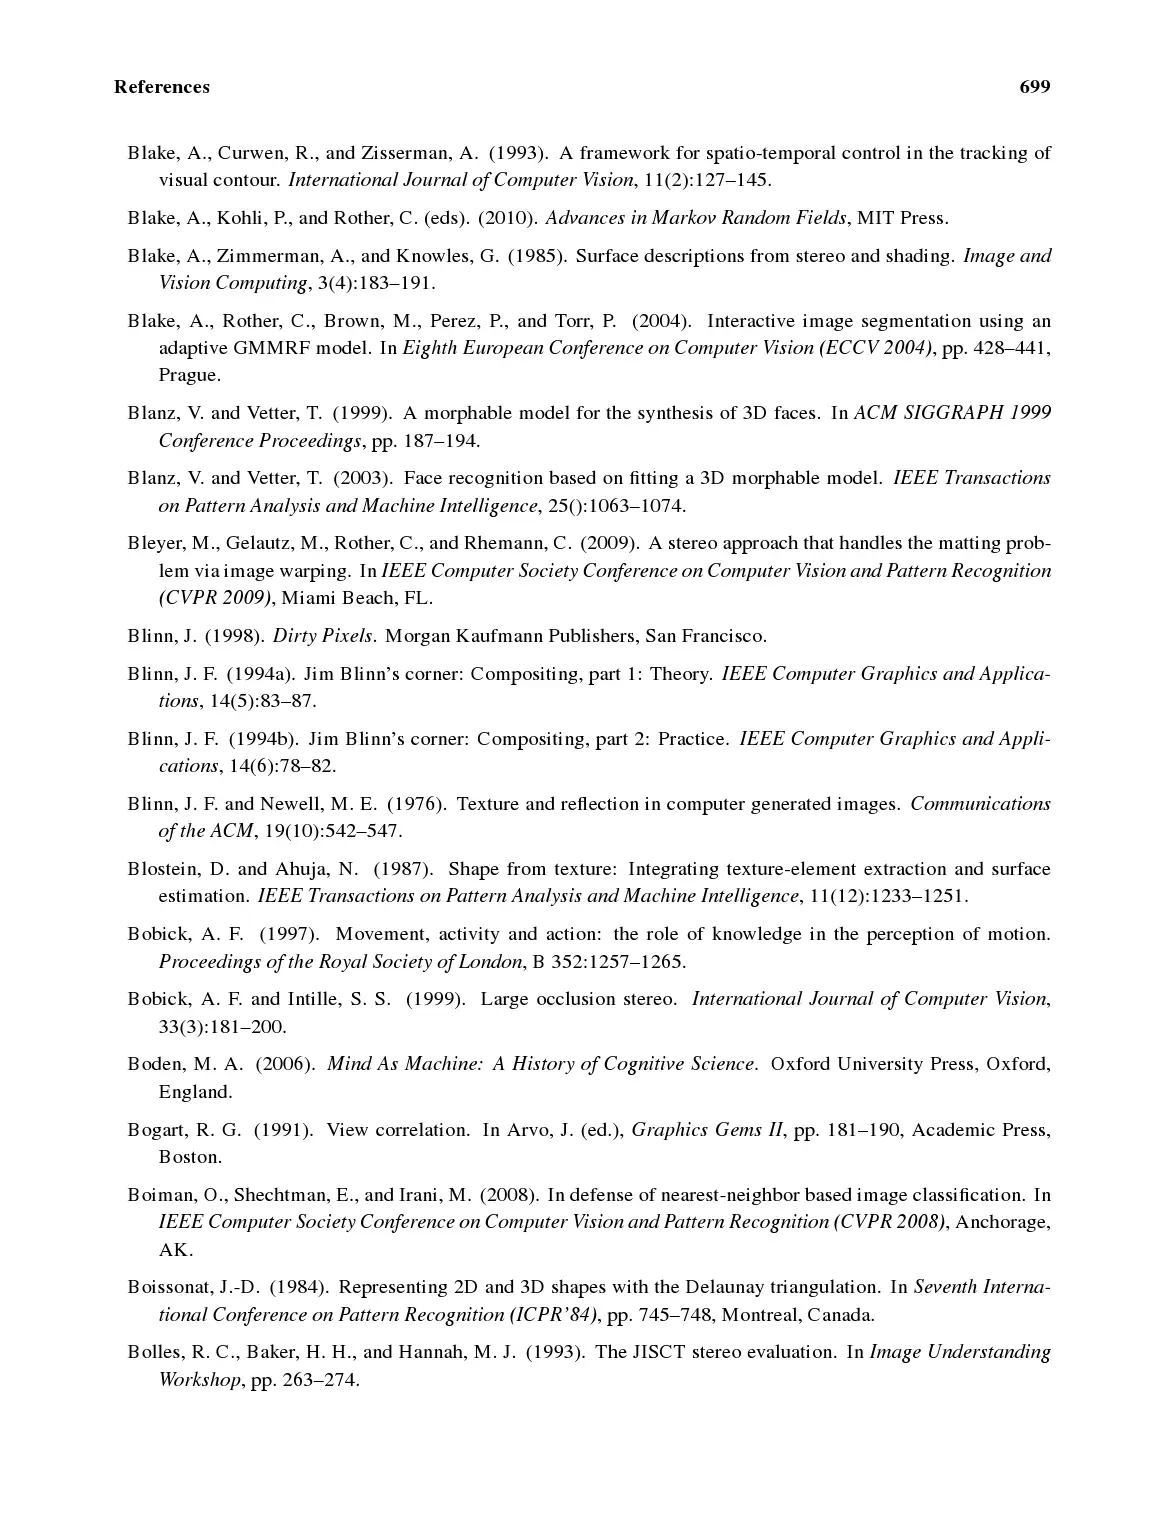 References 699
Blake, A., Curwen, R., and Zisserman, A. (1993). A framework for spatio-temporal control in the tracking of
visual contour. International Journal of Computer Vision, 11(2):127–145.
Blake, A., Kohli, P., and Rother, C. (eds). (2010). Advances in Markov Random Fields, MIT Press.
Blake, A., Zimmerman, A., and Knowles, G. (1985). Surface descriptions from stereo and shading. Image and
Vision Computing, 3(4):183–191.
Blake, A., Rother, C., Brown, M., Perez, P., and Torr, P. (2004). Interactive image segmentation using an
adaptive GMMRF model. In Eighth European Conference on Computer Vision (ECCV 2004), pp. 428–441,
Prague.
Blanz, V. and Vetter, T. (1999). A morphable model for the synthesis of 3D faces. In ACM SIGGRAPH 1999
Conference Proceedings, pp. 187–194.
Blanz, V. and Vetter, T. (2003). Face recognition based on fitting a 3D morphable model. IEEE Transactions
on Pattern Analysis and Machine Intelligence, 25():1063–1074.
Bleyer, M., Gelautz, M., Rother, C., and Rhemann, C. (2009). A stereo approach that handles the matting prob-
lem via image warping. In IEEE Computer Society Conference on Computer Vision and Pattern Recognition
(CVPR 2009), Miami Beach, FL.
Blinn, J. (1998). Dirty Pixels. Morgan Kaufmann Publishers, San Francisco.
Blinn, J. F. (1994a). Jim Blinn’s corner: Compositing, part 1: Theory. IEEE Computer Graphics and Applica-
tions, 14(5):83–87.
Blinn, J. F. (1994b). Jim Blinn’s corner: Compositing, part 2: Practice. IEEE Computer Graphics and Appli-
cations, 14(6):78–82.
Blinn, J. F. and Newell, M. E. (1976). Texture and reflection in computer generated images. Communications
of the ACM, 19(10):542–547.
Blostein, D. and Ahuja, N. (1987). Shape from texture: Integrating texture-element extraction and surface
estimation. IEEE Transactions on Pattern Analysis and Machine Intelligence, 11(12):1233–1251.
Bobick, A. F. (1997). Movement, activity and action: the role of knowledge in the perception of motion.
Proceedings of the Royal Society of London, B 352:1257–1265.
Bobick, A. F. and Intille, S. S. (1999). Large occlusion stereo. International Journal of Computer Vision,
33(3):181–200.
Boden, M. A. (2006). Mind As Machine: A History of Cognitive Science. Oxford University Press, Oxford,
England.
Bogart, R. G. (1991). View correlation. In Arvo, J. (ed.), Graphics Gems II, pp. 181–190, Academic Press,
Boston.
Boiman, O., Shechtman, E., and Irani, M. (2008). In defense of nearest-neighbor based image classification. In
IEEE Computer Society Conference on Computer Vision and Pattern Recognition (CVPR 2008), Anchorage,
AK.
Boissonat, J.-D. (1984). Representing 2D and 3D shapes with the Delaunay triangulation. In Seventh Interna-
tional Conference on Pattern Recognition (ICPR’84), pp. 745–748, Montreal, Canada.
Bolles, R. C., Baker, H. H., and Hannah, M. J. (1993). The JISCT stereo evaluation. In Image Understanding
Workshop, pp. 263–274.